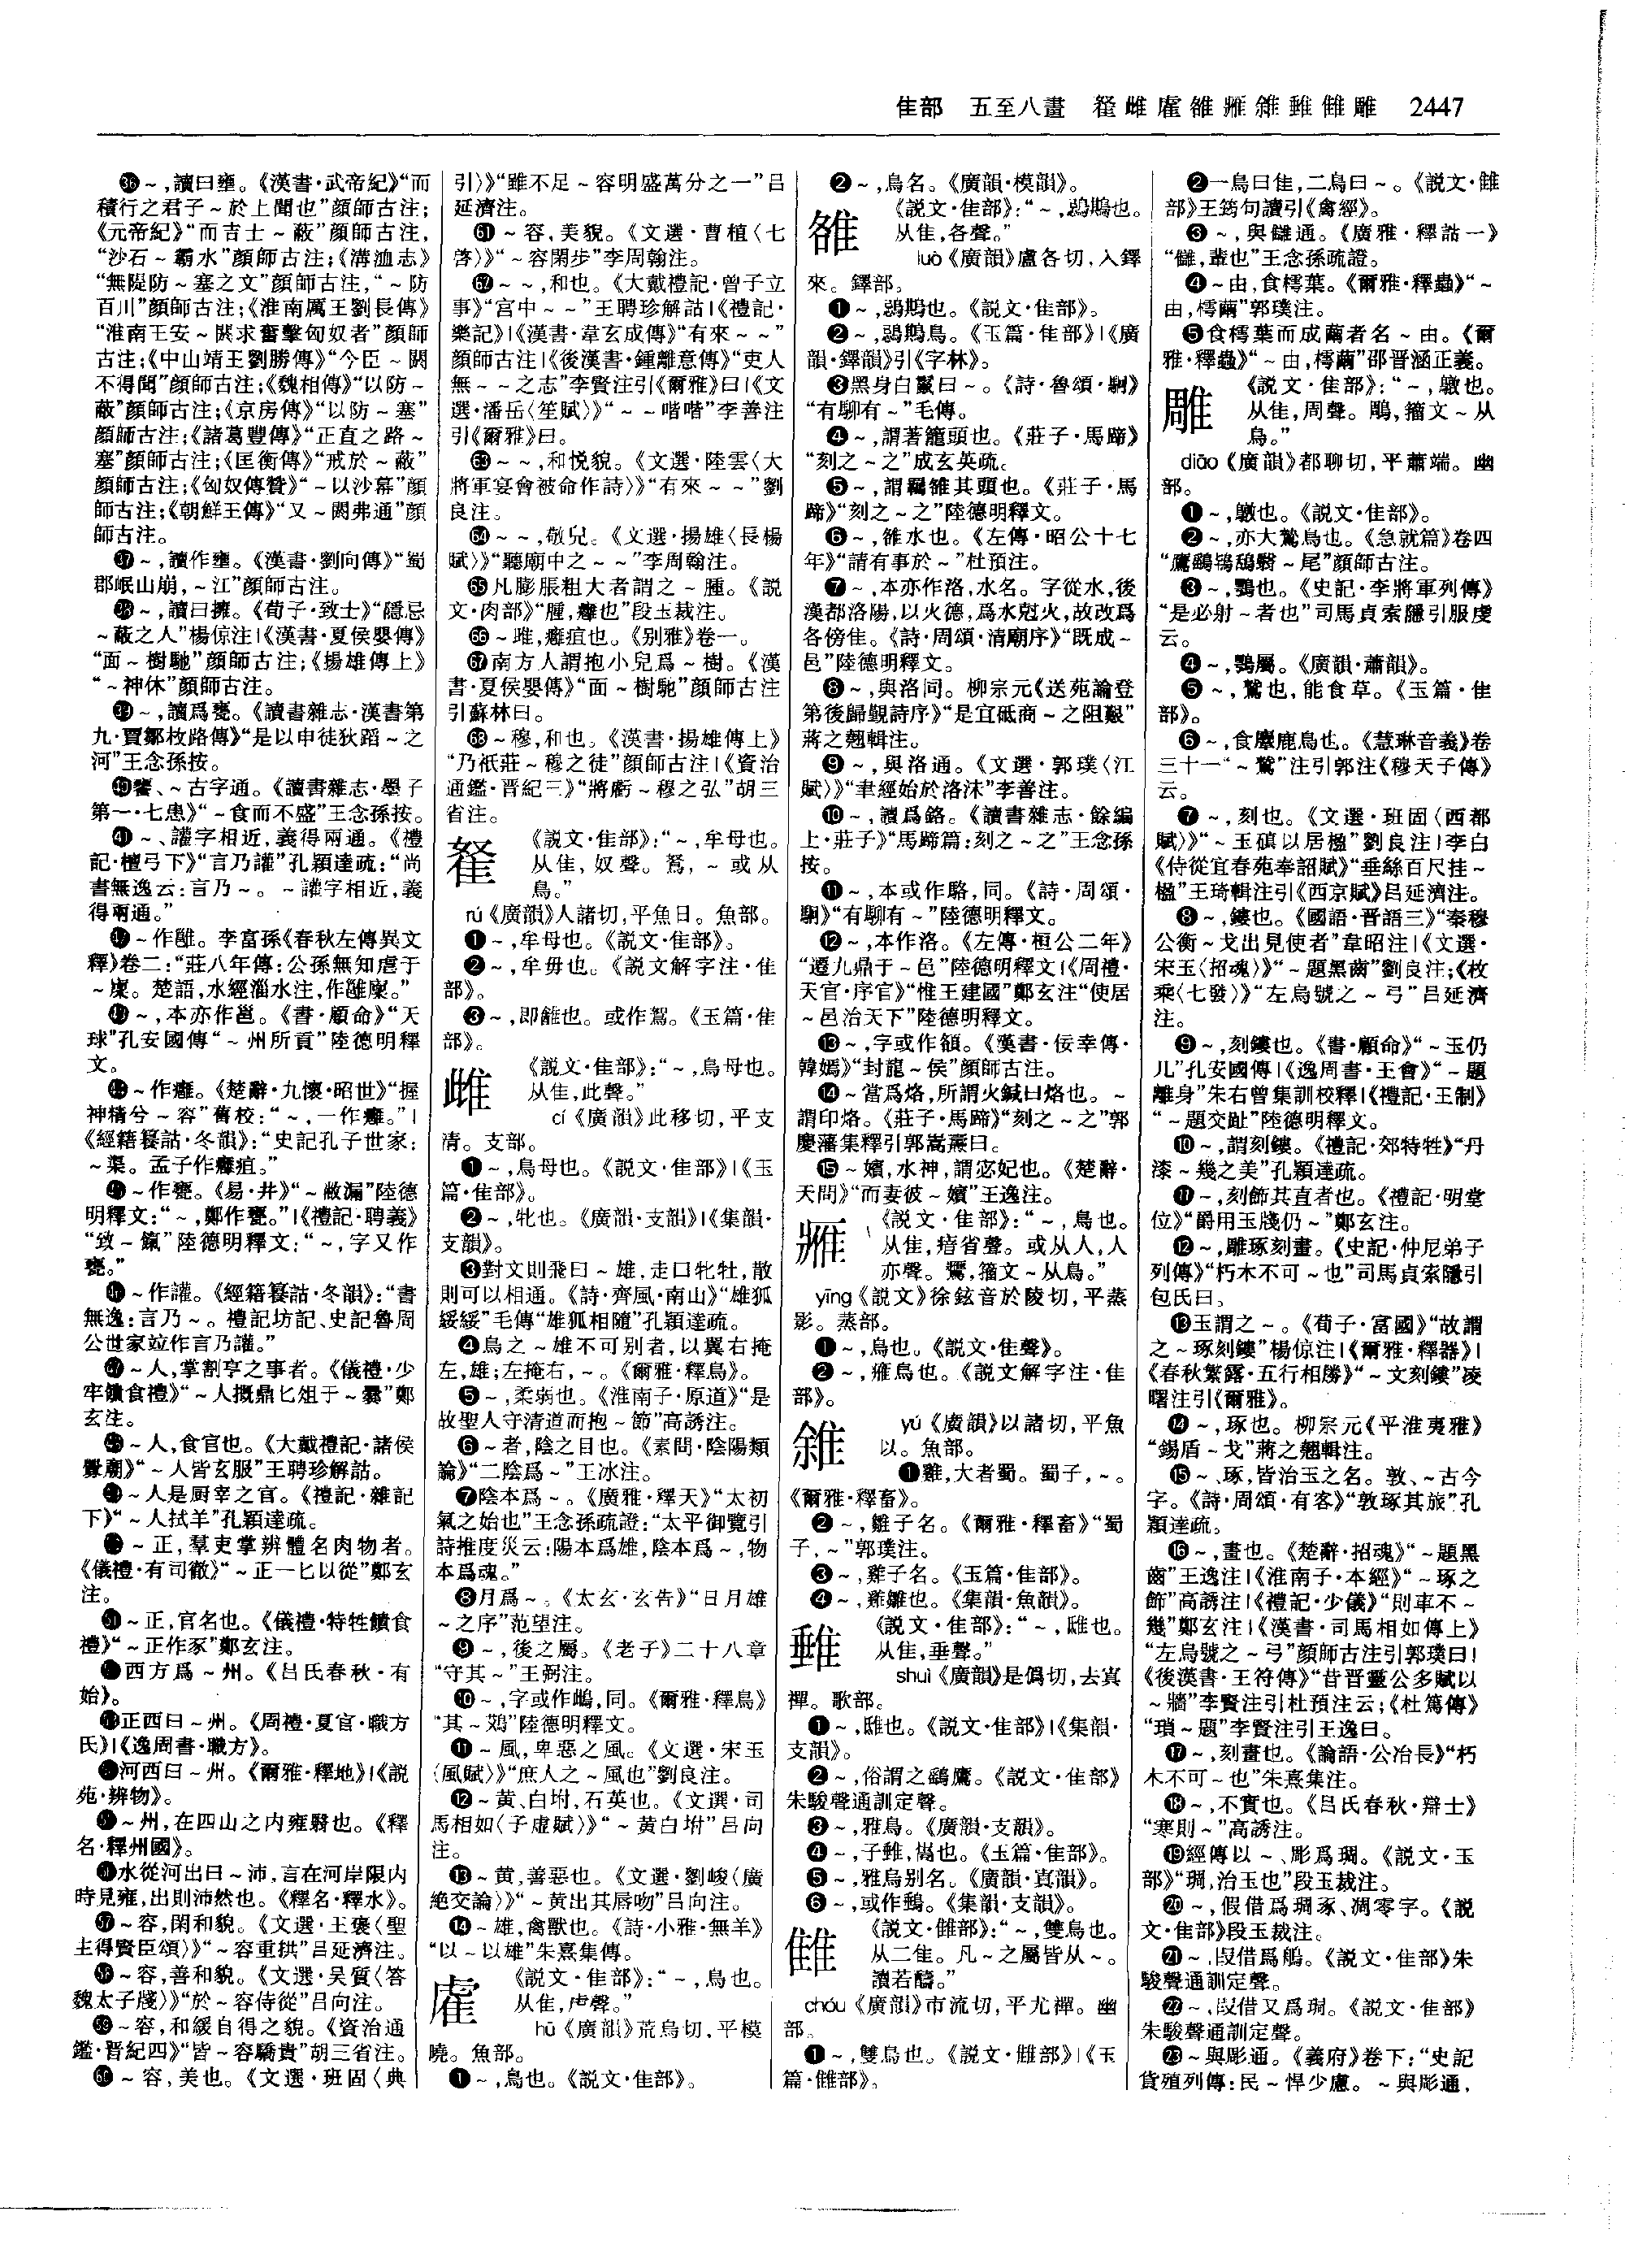 隹部　五至八畫　䨇雌雐雒䧹雜𨿠雔雕　2447
㊱～，讀曰壅。《漢書·武帝紀》“而
積行之君子～於上聞也”顔師古注；
《元帝紀》“而吉士～蔽”顔師古注，
“沙石～霸水”顔師古注；《溝洫志》
“無隄防～塞之文”顔師古注，“～防
百川”顔師古注；《淮南厲王劉長傳》
“淮南王安～閼求奮擊匈奴者”顔師
古注；《中山靖王劉勝傳》“今臣～閼
不得聞”顔師古注；《魏相傳》“以防～
蔽”顔師古注；《京房傳》“以防～塞”
顔師古注；《諸葛豐傳》“正直之路～
塞”顔師古注；《匡衡傳》“戒於～蔽”
顔師古注；《匈奴傳贊》“～以沙幕”顔
師古注；《朝鮮王傳》“又～閼弗通”顔
師古注。
㊲～，讀作壅。《漢書·劉向傳》“蜀
郡岷山崩，～江”顔師古注。
㊳～，讀曰擁。《荀子·致士》“隱忌
～蔽之人”楊倞注|《漢書·夏侯嬰傳》
“面～樹馳”顔師古注；《揚雄傳上》
“～神休”顔師古注。
㊴～，讀爲甕。《讀書雜志·漢書第
九·賈鄒枚路傳》“是以申徒狄蹈～之
河”王念孫按。
㊵饔、～古字通。《讀書雜志·墨子
第一·七患》“～食而不盛”王念孫按。
㊶～、讙字相近，義得兩通。《禮
記·檀弓下》“言乃讙”孔穎達疏：“尚
書無逸云：言乃～。～讙字相近，義
得兩通。”
㊷～作雝。李富孫《春秋左傳異文
釋》卷二：“莊八年傳：公孫無知虐于
～廩。楚語，水經淄水注，作雝廩。”
㊸～，本亦作邕。《書·顧命》“天
球”孔安國傳“～州所貢”陸德明釋
文。
㊹～作癰。《楚辭·九懷·昭世》“握
神精兮～容”舊校：“～，一作癰。”|
《經籍籑詁·冬韻》：“史記孔子世家：
～渠。孟子作癰疽。”
㊺～作甕。《易·井》“～敝漏”陸德
明釋文：“～，鄭作甕。”|《禮記·聘義》
“致～餼”陸德明釋文：“～，字又作
甕。”
㊻～作讙。《經籍籑詁·冬韻》：“書
無逸：言乃～。禮記坊記、史記魯周
公世家竝作言乃讙。”
㊼～人，掌割亨之事者。《儀禮·少
牢饋食禮》“～人摡鼎匕俎于～爨”鄭
玄注。
㊽～人，食官也。《大戴禮記·諸侯
釁廟》“～人皆玄服”王聘珍解詁。
㊾～人是厨宰之官。《禮記·雜記
下》“～人拭羊”孔穎達疏。
㊿～正，羣吏掌辨體名肉物者。
《儀禮·有司徹》“～正一匕以從”鄭玄
注。
51～正，官名也。《儀禮·特牲饋食
禮》“～正作豕”鄭玄注。
52西方爲～州。《吕氏春秋·有
始》。
53正西曰～州。《周禮·夏官·職方
氏》|《逸周書·職方》。
54河西曰～州。《爾雅·釋地》|《説
苑·辨物》。
55～州，在四山之内雍翳也。《釋
名·釋州國》。
56水從河出曰～沛，言在河岸限内
時見雍，出則沛然也。《釋名·釋水》。
57～容，閑和貌。《文選·王褒〈聖
主得賢臣頌〉》“～容垂拱”吕延濟注。
58～容，善和貌。《文選·吴質〈答
魏太子牋〉》“於～容侍從”吕向注。
59～容，和緩自得之貌。《資治通
鑑·晋紀四》“皆～容驕貴”胡三省注。
60～容，美也。《文選·班固〈典
引〉》“雖不足～容明盛萬分之一”吕
延濟注。
61～容，美貌。《文選·曹植〈七
啓〉》“～容閑步”李周翰注。
62～～，和也。《大戴禮記·曾子立
事》“宫中～～”王聘珍解詁|《禮記·
樂記》|《漢書·韋玄成傳》“有來～～”
顔師古注|《後漢書·鍾離意傳》“吏人
無～～之志”李賢注引《爾雅》曰|《文
選·潘岳〈笙賦〉》“～～喈喈”李善注
引《爾雅》曰。
63～～，和悦貌。《文選·陸雲〈大
將軍宴會被命作詩〉》“有來～～”劉
良注。
64～～，敬皃。《文選·揚雄〈長楊
賦〉》“聽廟中之～～”李周翰注。
65凡膨脹粗大者謂之～腫。《説
文·肉部》“腫，癰也”段玉裁注。
66～雎，癰疽也。《别雅》卷一。
67南方人謂抱小兒爲～樹。《漢
書·夏侯嬰傳》“面～樹馳”顔師古注
引蘇林曰。
68～穆，和也。《漢書·揚雄傳上》
“乃祇莊～穆之徒”顔師古注|《資治
通鑑·晋紀三》“將虧～穆之弘”胡三
省注。
《説文·隹部》：“～，牟母也。
从隹，奴聲。鴑，～或从
鳥。”
rú《廣韻》人諸切，平魚日。魚部。
❶～，牟母也。《説文·隹部》。
❷～，牟毋也。《説文解字注·隹
部》。
❸～，即䧹也。或作鴽。《玉篇·隹
部》。
雌
《説文·隹部》：“～，鳥母也。
从隹，此聲。”
cí《廣韻》此移切，平支
清。支部。
❶～，鳥母也。《説文·隹部》|《玉
篇·隹部》。
❷～，牝也。《廣韻·支韻》|《集韻·
支韻》。
❸對文則飛曰～雄，走曰牝牡，散
則可以相通。《詩·齊風·南山》“雄狐
綏綏”毛傳“雄狐相隨”孔穎達疏。
❹鳥之～雄不可别者，以翼右掩
左，雄；左掩右，～。《爾雅·釋鳥》。
❺～，柔弱也。《淮南子·原道》“是
故聖人守清道而抱～節”高誘注。
❻～者，陰之目也。《素問·陰陽類
論》“二陰爲～”王冰注。
❼陰本爲～。《廣雅·釋天》“太初
氣之始也”王念孫疏證：“太平御覽引
詩推度災云：陽本爲雄，陰本爲～，物
本爲魂。”
❽月爲～。《太玄·玄告》“日月雄
～之序”范望注。
❾～，後之屬。《老子》二十八章
“守其～”王弼注。
❿～，字或作䳄，同。《爾雅·釋鳥》
“其～鳷”陸德明釋文。
⓫～風，卑惡之風。《文選·宋玉
〈風賦〉》“庶人之～風也”劉良注。
⓬～黄、白坿，石英也。《文選·司
馬相如〈子虚賦〉》“～黄白坿”吕向
注。
⓭～黄，善惡也。《文選·劉峻〈廣
絶交論〉》“～黄出其唇吻”吕向注。
⓮～雄，禽獸也。《詩·小雅·無羊》
“以～以雄”朱熹集傳。
雐
《説文·隹部》：“～，鳥也。
从隹，虍聲。”
hū《廣韻》荒烏切，平模
曉。魚部。
❶～，鳥也。《説文·隹部》。
❷～，鳥名。《廣韻·模韻》。
雒
《説文·隹部》：“～，鵋䳢也。
从隹，各聲。”
luò《廣韻》盧各切，入鐸
來。鐸部。
❶～，鵋䳢也。《説文·隹部》。
❷～，鵋䳢鳥。《玉篇·隹部》|《廣
韻·鐸韻》引《字林》。
❸黑身白鬣曰～。《詩·魯頌·駉》
“有駵有～”毛傳。
❹～，謂著籠頭也。《莊子·馬蹄》
“刻之～之”成玄英疏。
❺～，謂羈雒其頭也。《莊子·馬
蹄》“刻之～之”陸德明釋文。
❻～，雒水也。《左傳·昭公十七
年》“請有事於～”杜預注。
❼～，本亦作洛，水名。字從水，後
漢都洛陽，以火德，爲水剋火，故改爲
各傍隹。《詩·周頌·清廟序》“既成～
邑”陸德明釋文。
❽～，與洛同。柳宗元《送苑論登
第後歸覲詩序》“是宜砥商～之阻艱”
蔣之翹輯注。
❾～，與洛通。《文選·郭璞〈江
賦〉》“聿經始於洛沬”李善注。
❿～，讀爲鉻。《讀書雜志·餘編
上·莊子》“馬蹄篇：刻之～之”王念孫
按。
⓫～，本或作駱，同。《詩·周頌·
駉》“有駵有～”陸德明釋文。
⓬～，本作洛。《左傳·桓公二年》
“遷九鼎于～邑”陸德明釋文|《周禮·
天官·序官》“惟王建國”鄭玄注“使居
～邑治天下”陸德明釋文。
⓭～，字或作額。《漢書·佞幸傳·
韓嫣》“封龍～侯”顔師古注。
⓮～當爲烙，所謂火鍼曰烙也。～
謂印烙。《莊子·馬蹄》“刻之～之”郭
慶藩集釋引郭嵩燾曰。
⓯～嬪，水神，謂宓妃也。《楚辭·
天問》“而妻彼～嬪”王逸注。
《説文·隹部》：“～，鳥也。
从隹，瘖省聲。或从人，人
亦聲。鷹，籀文～从鳥。”
yīng《説文》徐鉉音於陵切，平蒸
影。蒸部。
❶～，鳥也。《説文·隹聲》。
❷～，雁鳥也。《説文解字注·隹
部》。
yú《廣韻》以諸切，平魚
以。魚部。
❶雞，大者蜀。蜀子，～。
《爾雅·釋畜》。
❷～，雛子名。《爾雅·釋畜》“蜀
子，～”郭璞注。
❸～，雞子名。《玉篇·隹部》。
❹～，雞雛也。《集韻·魚韻》。
《説文·隹部》：“～，雎也。
从隹，垂聲。”
shuì《廣韻》是僞切，去寘
禪。歌部。
❶～，雎也。《説文·隹部》|《集韻·
支韻》。
❷～，俗謂之鷂鷹。《説文·隹部》
朱駿聲通訓定聲。
❸～，雅鳥。《廣韻·支韻》。
❹～，子𨿠，巂也。《玉篇·隹部》。
❺～，雅鳥别名。《廣韻·寘韻》。
❻～，或作鵽。《集韻·支韻》。
雔
《説文·雔部》：“～，雙鳥也。
从二隹。凡～之屬皆从～。
讀若醻。”
chóu《廣韻》市流切，平尤禪。幽
部。
❶～，雙鳥也。《説文·雔部》|《玉
篇·雔部》。
❷一鳥曰隹，二鳥曰～。《説文·雔
部》王筠句讀引《禽經》。
❸～，與讎通。《廣雅·釋詁一》
“讎，輩也”王念孫疏證。
❹～由，食樗葉。《爾雅·釋蟲》“～
由，樗繭”郭璞注。
❺食樗葉而成繭者名～由。《爾
雅·釋蟲》“～由，樗繭”邵晋涵正義。
雕
《説文·隹部》：“～，鷻也。
从隹，周聲。鵰，籀文～从
鳥。”
diāo《廣韻》都聊切，平蕭端。幽
部。
❶～，鷻也。《説文·隹部》。
❷～，亦大鷙鳥也。《急就篇》卷四
“鷹鷂鴇鴰翳～尾”顔師古注。
❸～，鶚也。《史記·李將軍列傳》
“是必射～者也”司馬貞索隱引服虔
云。
❹～，鶚屬。《廣韻·蕭韻》。
❺～，鷲也，能食草。《玉篇·隹
部》。
❻～，食麞鹿鳥也。《慧琳音義》卷
三十一“～鷲”注引郭注《穆天子傳》
云。
❼～，刻也。《文選·班固〈西都
賦〉》“～玉瑱以居楹”劉良注|李白
《侍從宜春苑奉詔賦》“垂絲百尺挂～
楹”王琦輯注引《西京賦》吕延濟注。
❽～，鏤也。《國語·晋語三》“秦穆
公衡～戈出見使者”韋昭注|《文選·
宋玉〈招魂〉》“～題黑齒”劉良注；《枚
乘〈七發〉》“左烏號之～弓”吕延濟
注。
❾～，刻鏤也。《書·顧命》“～玉仍
几”孔安國傳|《逸周書·王會》“～題
離身”朱右曾集訓校釋|《禮記·王制》
“～題交趾”陸德明釋文。
❿～，謂刻鏤。《禮記·郊特牲》“丹
漆～幾之美”孔穎達疏。
⓫～，刻飾其直者也。《禮記·明堂
位》“爵用玉琖仍～”鄭玄注。
⓬～，雕琢刻畫。《史記·仲尼弟子
列傳》“朽木不可～也”司馬貞索隱引
包氏曰。
⓭玉謂之～。《荀子·富國》“故謂
之～琢刻鏤”楊倞注|《爾雅·釋器》|
《春秋繁露·五行相勝》“～文刻鏤”凌
曙注引《爾雅》。
⓮～，琢也。柳宗元《平淮夷雅》
“錫盾～戈”蔣之翹輯注。
⓯～、琢，皆治玉之名。敦、～古今
字。《詩·周頌·有客》“敦琢其旅”孔
穎達疏。
⓰～，畫也。《楚辭·招魂》“～題黑
齒”王逸注|《淮南子·本經》“～琢之
飾”高誘注|《禮記·少儀》“則車不～
幾”鄭玄注|《漢書·司馬相如傳上》
“左烏號之～弓”顔師古注引郭璞曰|
《後漢書·王符傳》“昔晋靈公多賦以
～牆”李賢注引杜預注云；《杜篤傳》
“瑣～題”李賢注引王逸曰。
⓱～，刻畫也。《論語·公冶長》“朽
木不可～也”朱熹集注。
⓲～，不實也。《吕氏春秋·辯士》
“寒則～”高誘注。
⓳經傳以～、彫爲琱。《説文·玉
部》“琱，治玉也”段玉裁注。
⓴～，假借爲琱琢、凋零字。《説
文·隹部》段玉裁注。
㉑～，叚借爲鵃。《説文·隹部》朱
駿聲通訓定聲。
㉒～，叚借又爲琱。《説文·隹部》
朱駿聲通訓定聲。
㉓～與彫通。《義府》卷下：“史記
貨殖列傳：民～悍少慮。～與彫通，